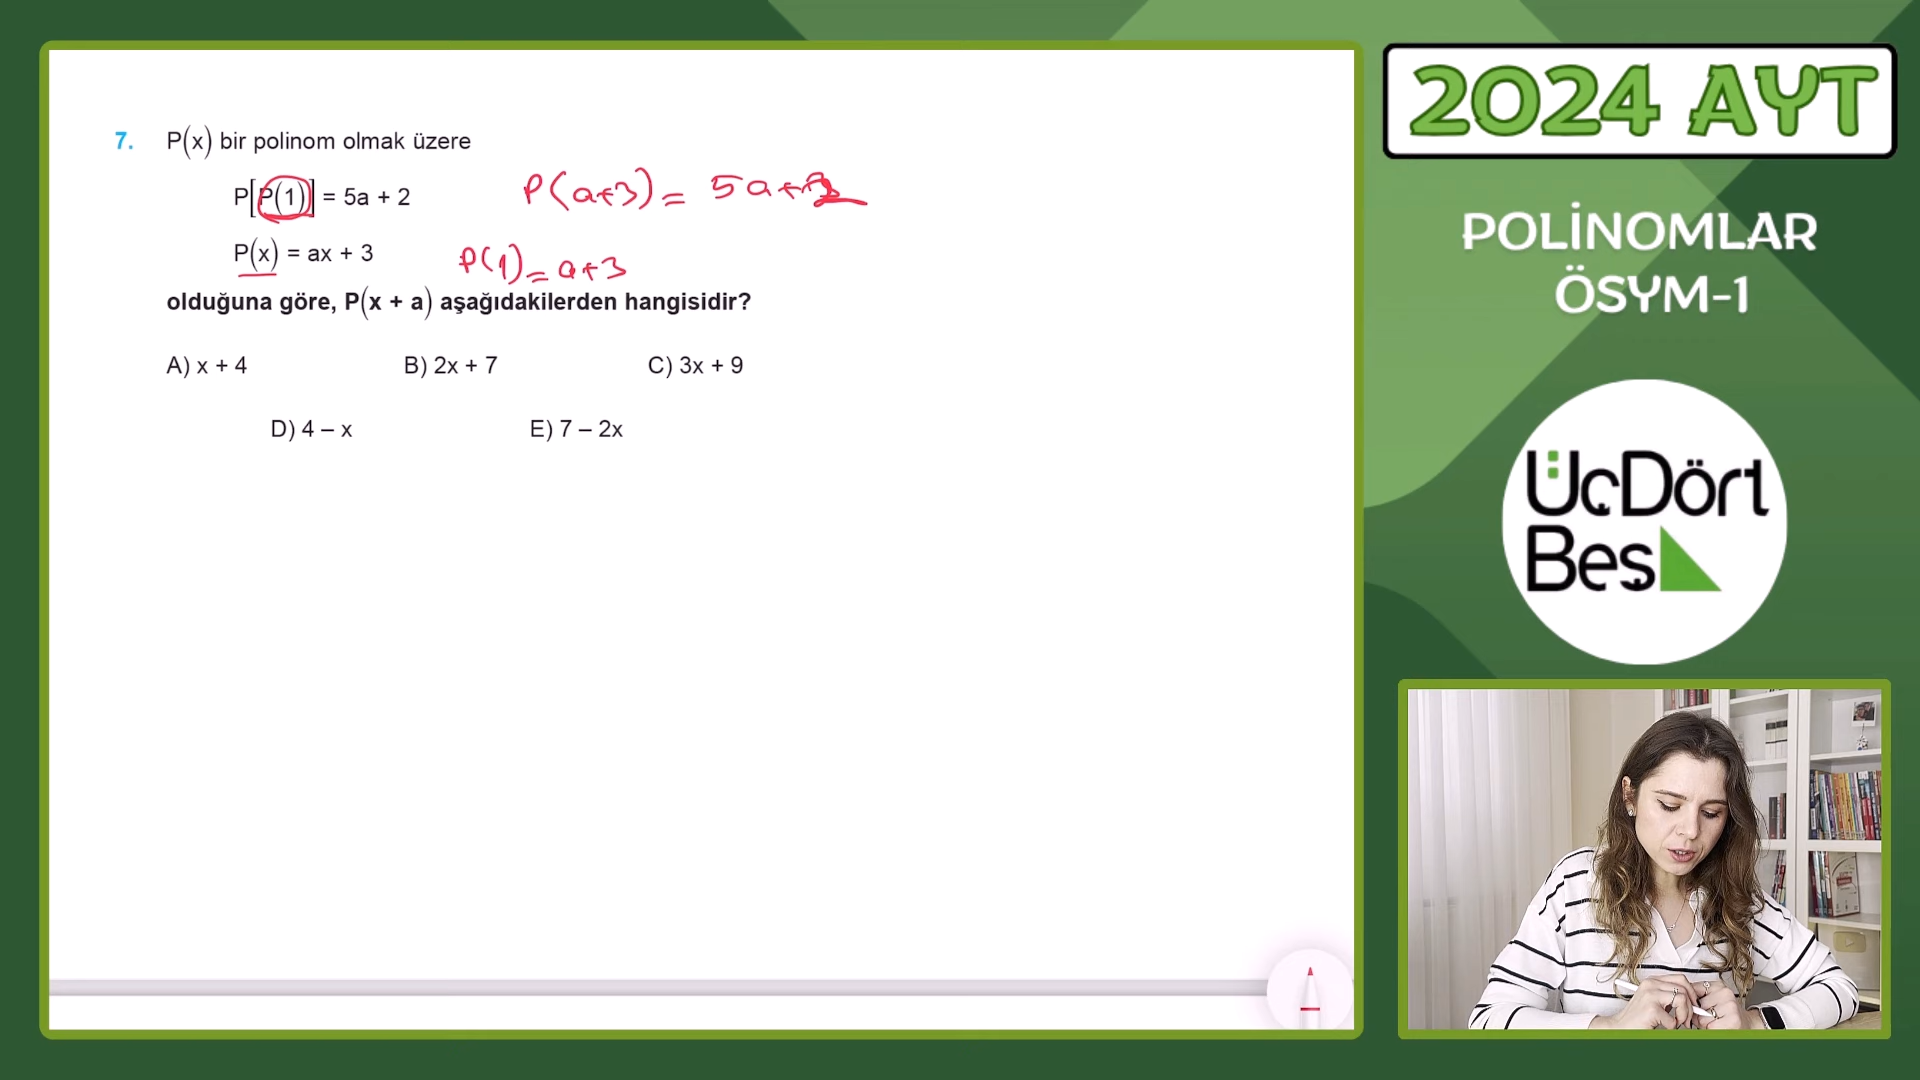 7. P(x) bir polinom olmak üzere
P[P(1)] = 5a + 2
P(a+3) = 5a+2
P(x) = ax + 3
P(1) = a+3
olduğuna göre, P(x + a) aşağıdakilerden hangisidir?
A) x + 4 B) 2x + 7 C) 3x + 9
D) 4 – x E) 7 – 2x
2024 AYT
POLİNOMLAR
ÖSYM-1
ÜçDört
Beş